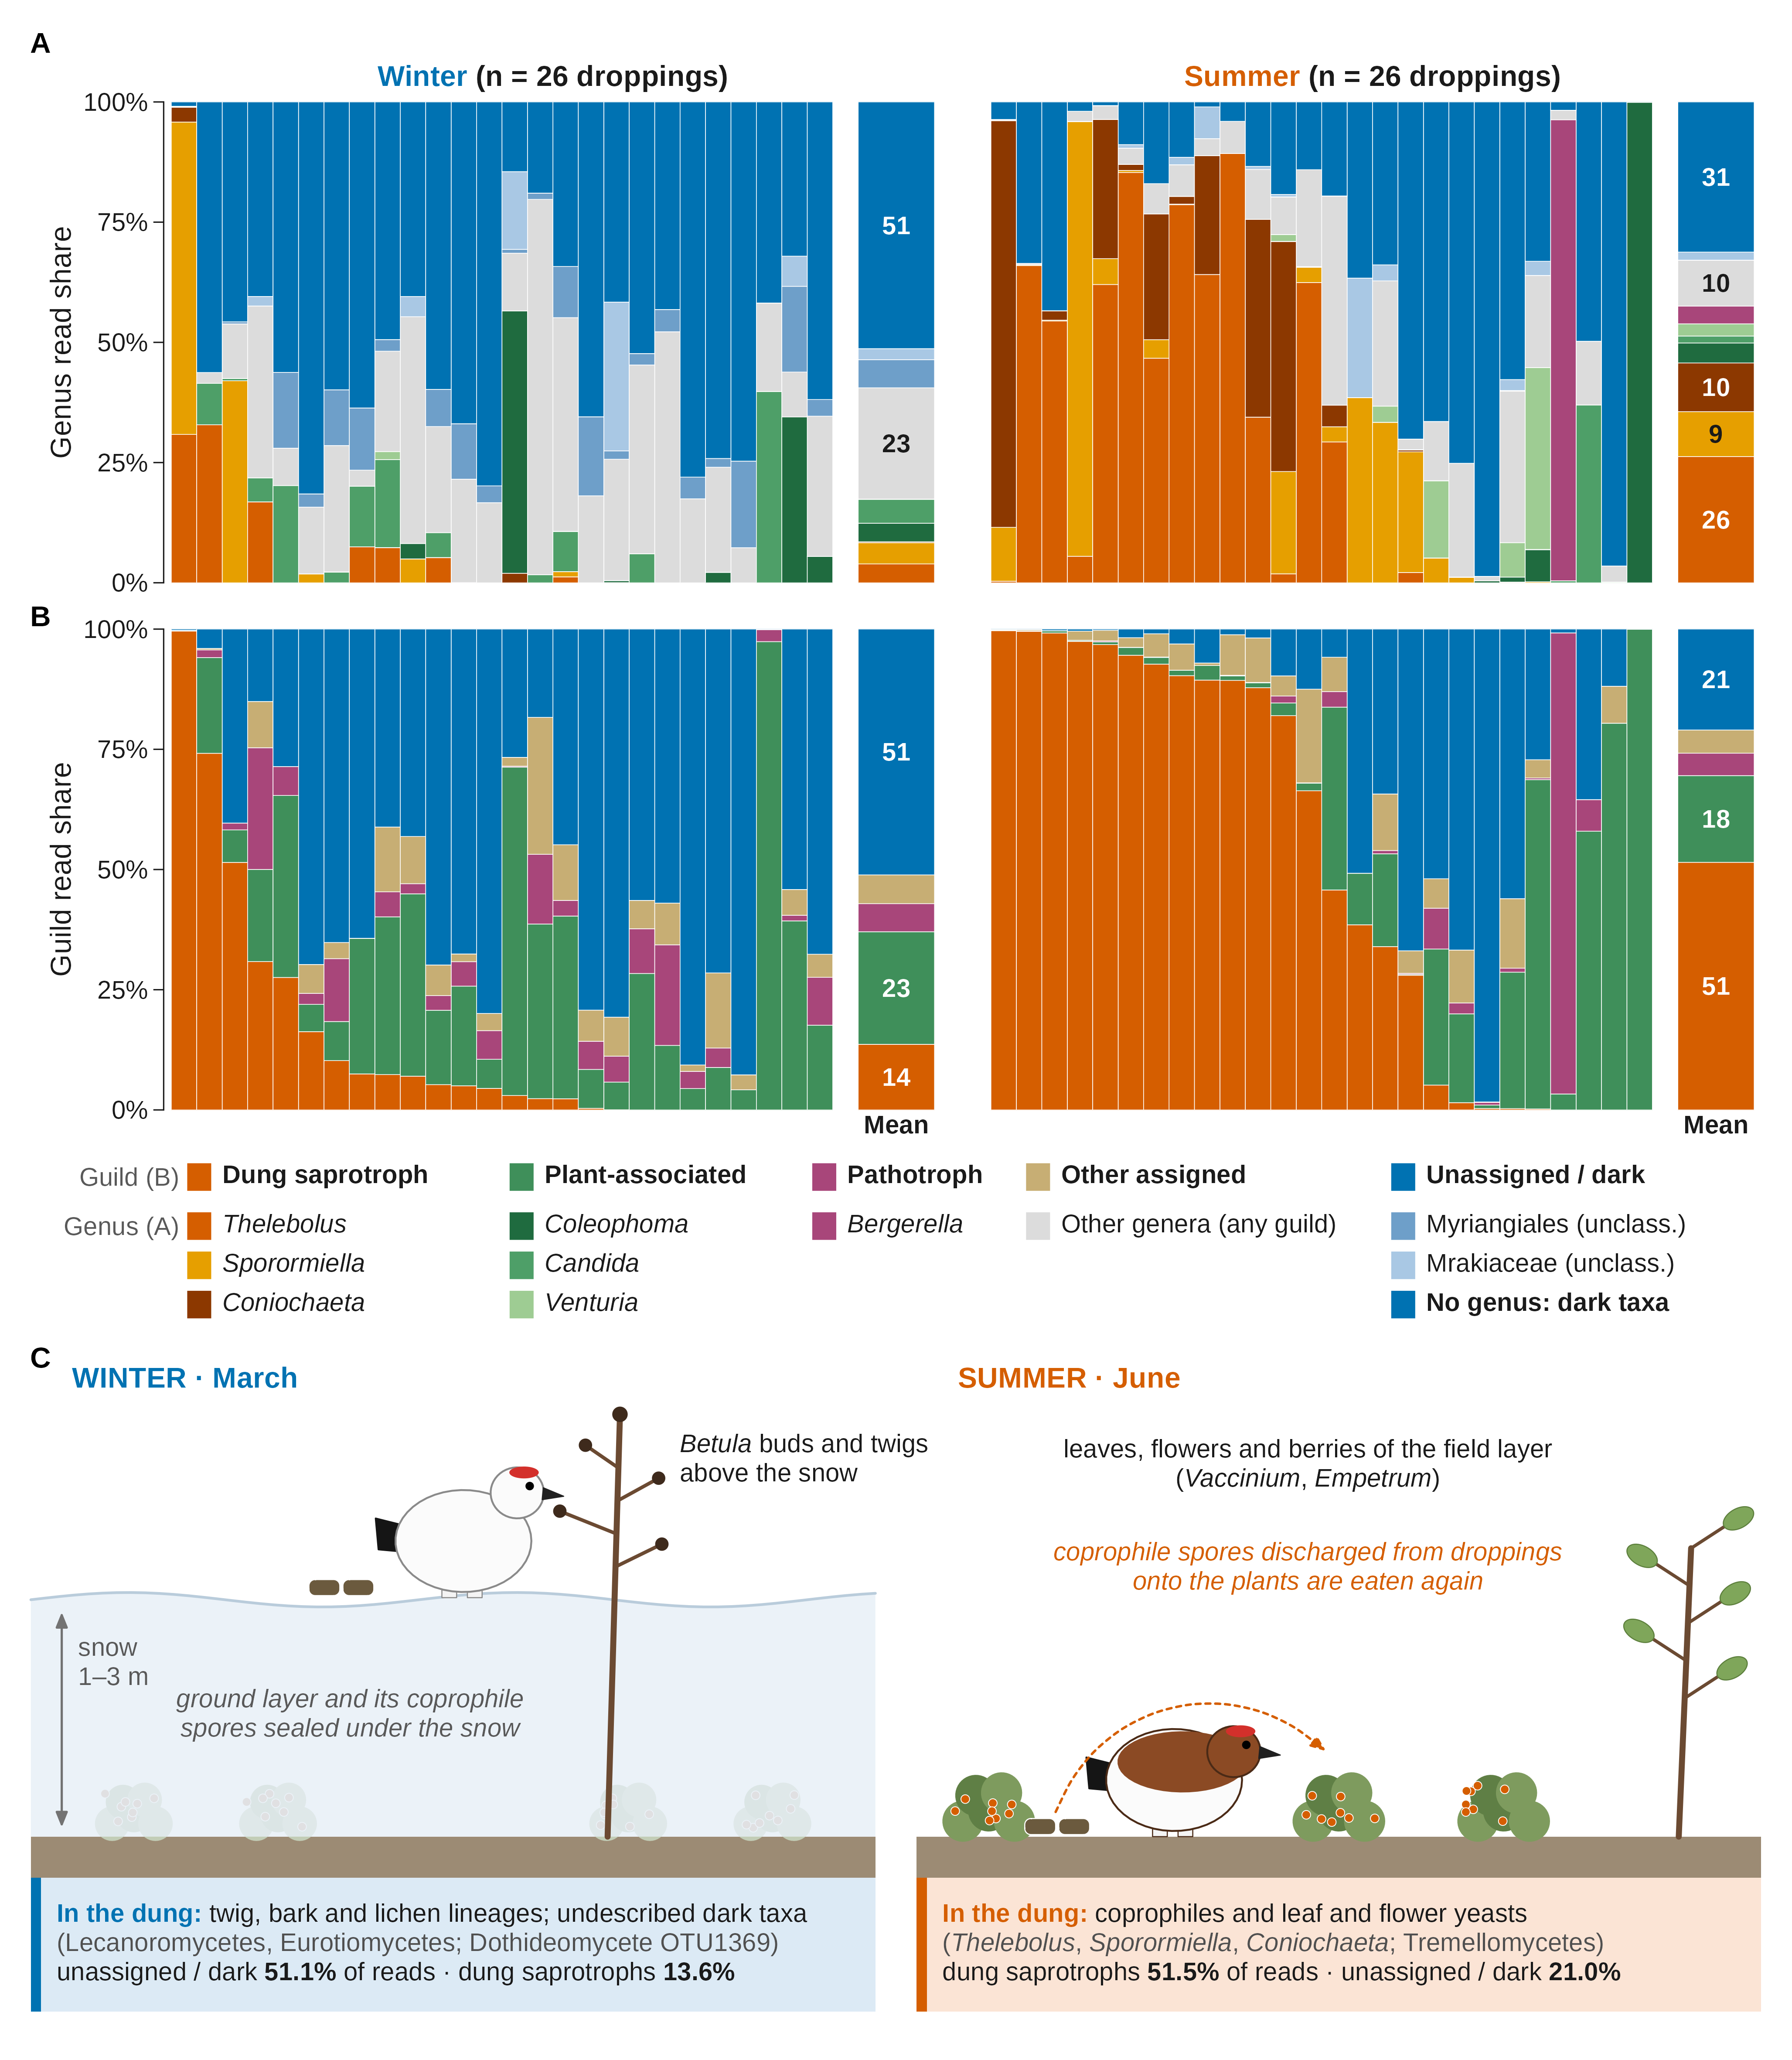 A
Winter (n = 26 droppings)
Summer (n = 26 droppings)
Genus read share
100%
75%
50%
25%
0%
51
23
31
10
10
9
26
B
Guild read share
100%
75%
50%
25%
0%
51
23
14
21
18
51
Mean
Mean
Guild (B)
Dung saprotroph
Plant-associated
Pathotroph
Other assigned
Unassigned / dark
Genus (A)
Thelebolus
Coleophoma
Bergerella
Other genera (any guild)
Myriangiales (unclass.)
Sporormiella
Candida
Mrakiaceae (unclass.)
Coniochaeta
Venturia
No genus: dark taxa
C
WINTER · March
SUMMER · June
Betula buds and twigs
above the snow
leaves, flowers and berries of the field layer
(Vaccinium, Empetrum)
coprophile spores discharged from droppings
onto the plants are eaten again
snow
1–3 m
ground layer and its coprophile
spores sealed under the snow
In the dung: twig, bark and lichen lineages; undescribed dark taxa
(Lecanoromycetes, Eurotiomycetes; Dothideomycete OTU1369)
unassigned / dark 51.1% of reads · dung saprotrophs 13.6%
In the dung: coprophiles and leaf and flower yeasts
(Thelebolus, Sporormiella, Coniochaeta; Tremellomycetes)
dung saprotrophs 51.5% of reads · unassigned / dark 21.0%